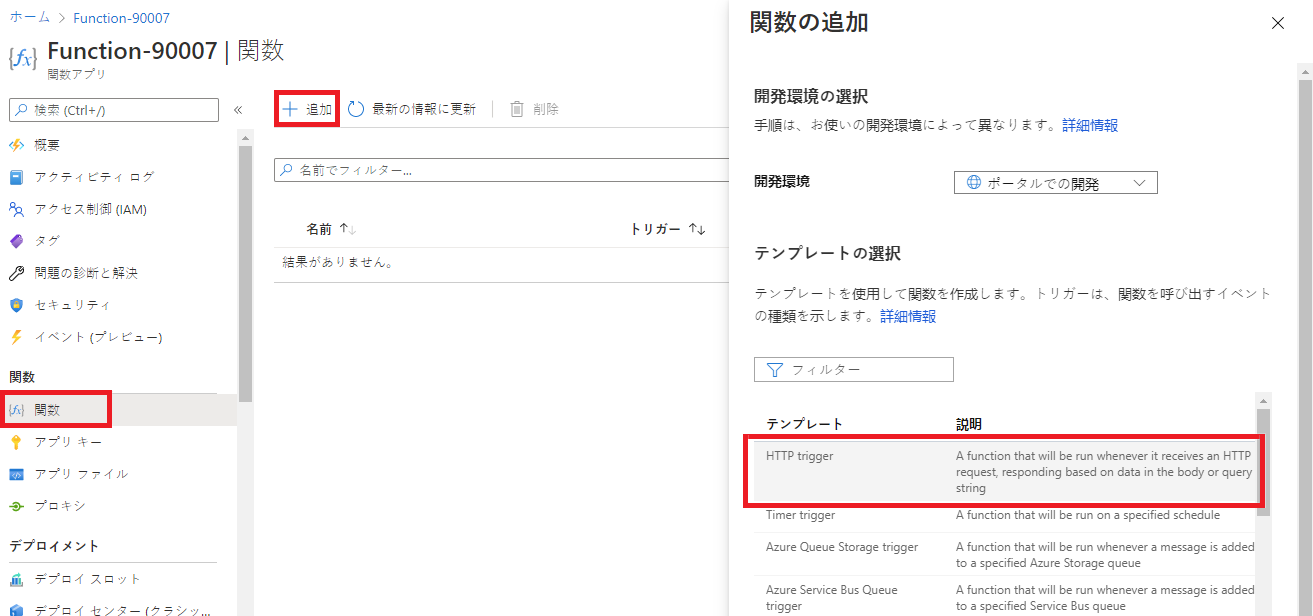 ホーム > Function-90007
Function-90007 | 関数
関数アプリ
検索 (Ctrl+/)
«
概要
アクティビティ ログ
アクセス制御 (IAM)
タグ
問題の診断と解決
セキュリティ
イベント (プレビュー)
関数
関数
アプリ キー
アプリ ファイル
プロキシ
デプロイメント
デプロイ スロット
デプロイ センター (クラシッ...
追加 最新の情報に更新 削除
名前でフィルター...
名前 トリガー
結果がありません。
関数の追加
開発環境の選択
手順は、お使いの開発環境によって異なります。詳細情報
開発環境 ポータルでの開発
テンプレートの選択
テンプレートを使用して関数を作成します。トリガーは、関数を呼び出すイベント
の種類を示します。詳細情報
フィルター
テンプレート 説明
HTTP trigger A function that will be run whenever it receives an HTTP
request, responding based on data in the body or query
string
Timer trigger A function that will be run on a specified schedule
Azure Queue Storage trigger A function that will be run whenever a message is added
to a specified Azure Storage queue
Azure Service Bus Queue A function that will be run whenever a message is added
trigger to a specified Service Bus queue